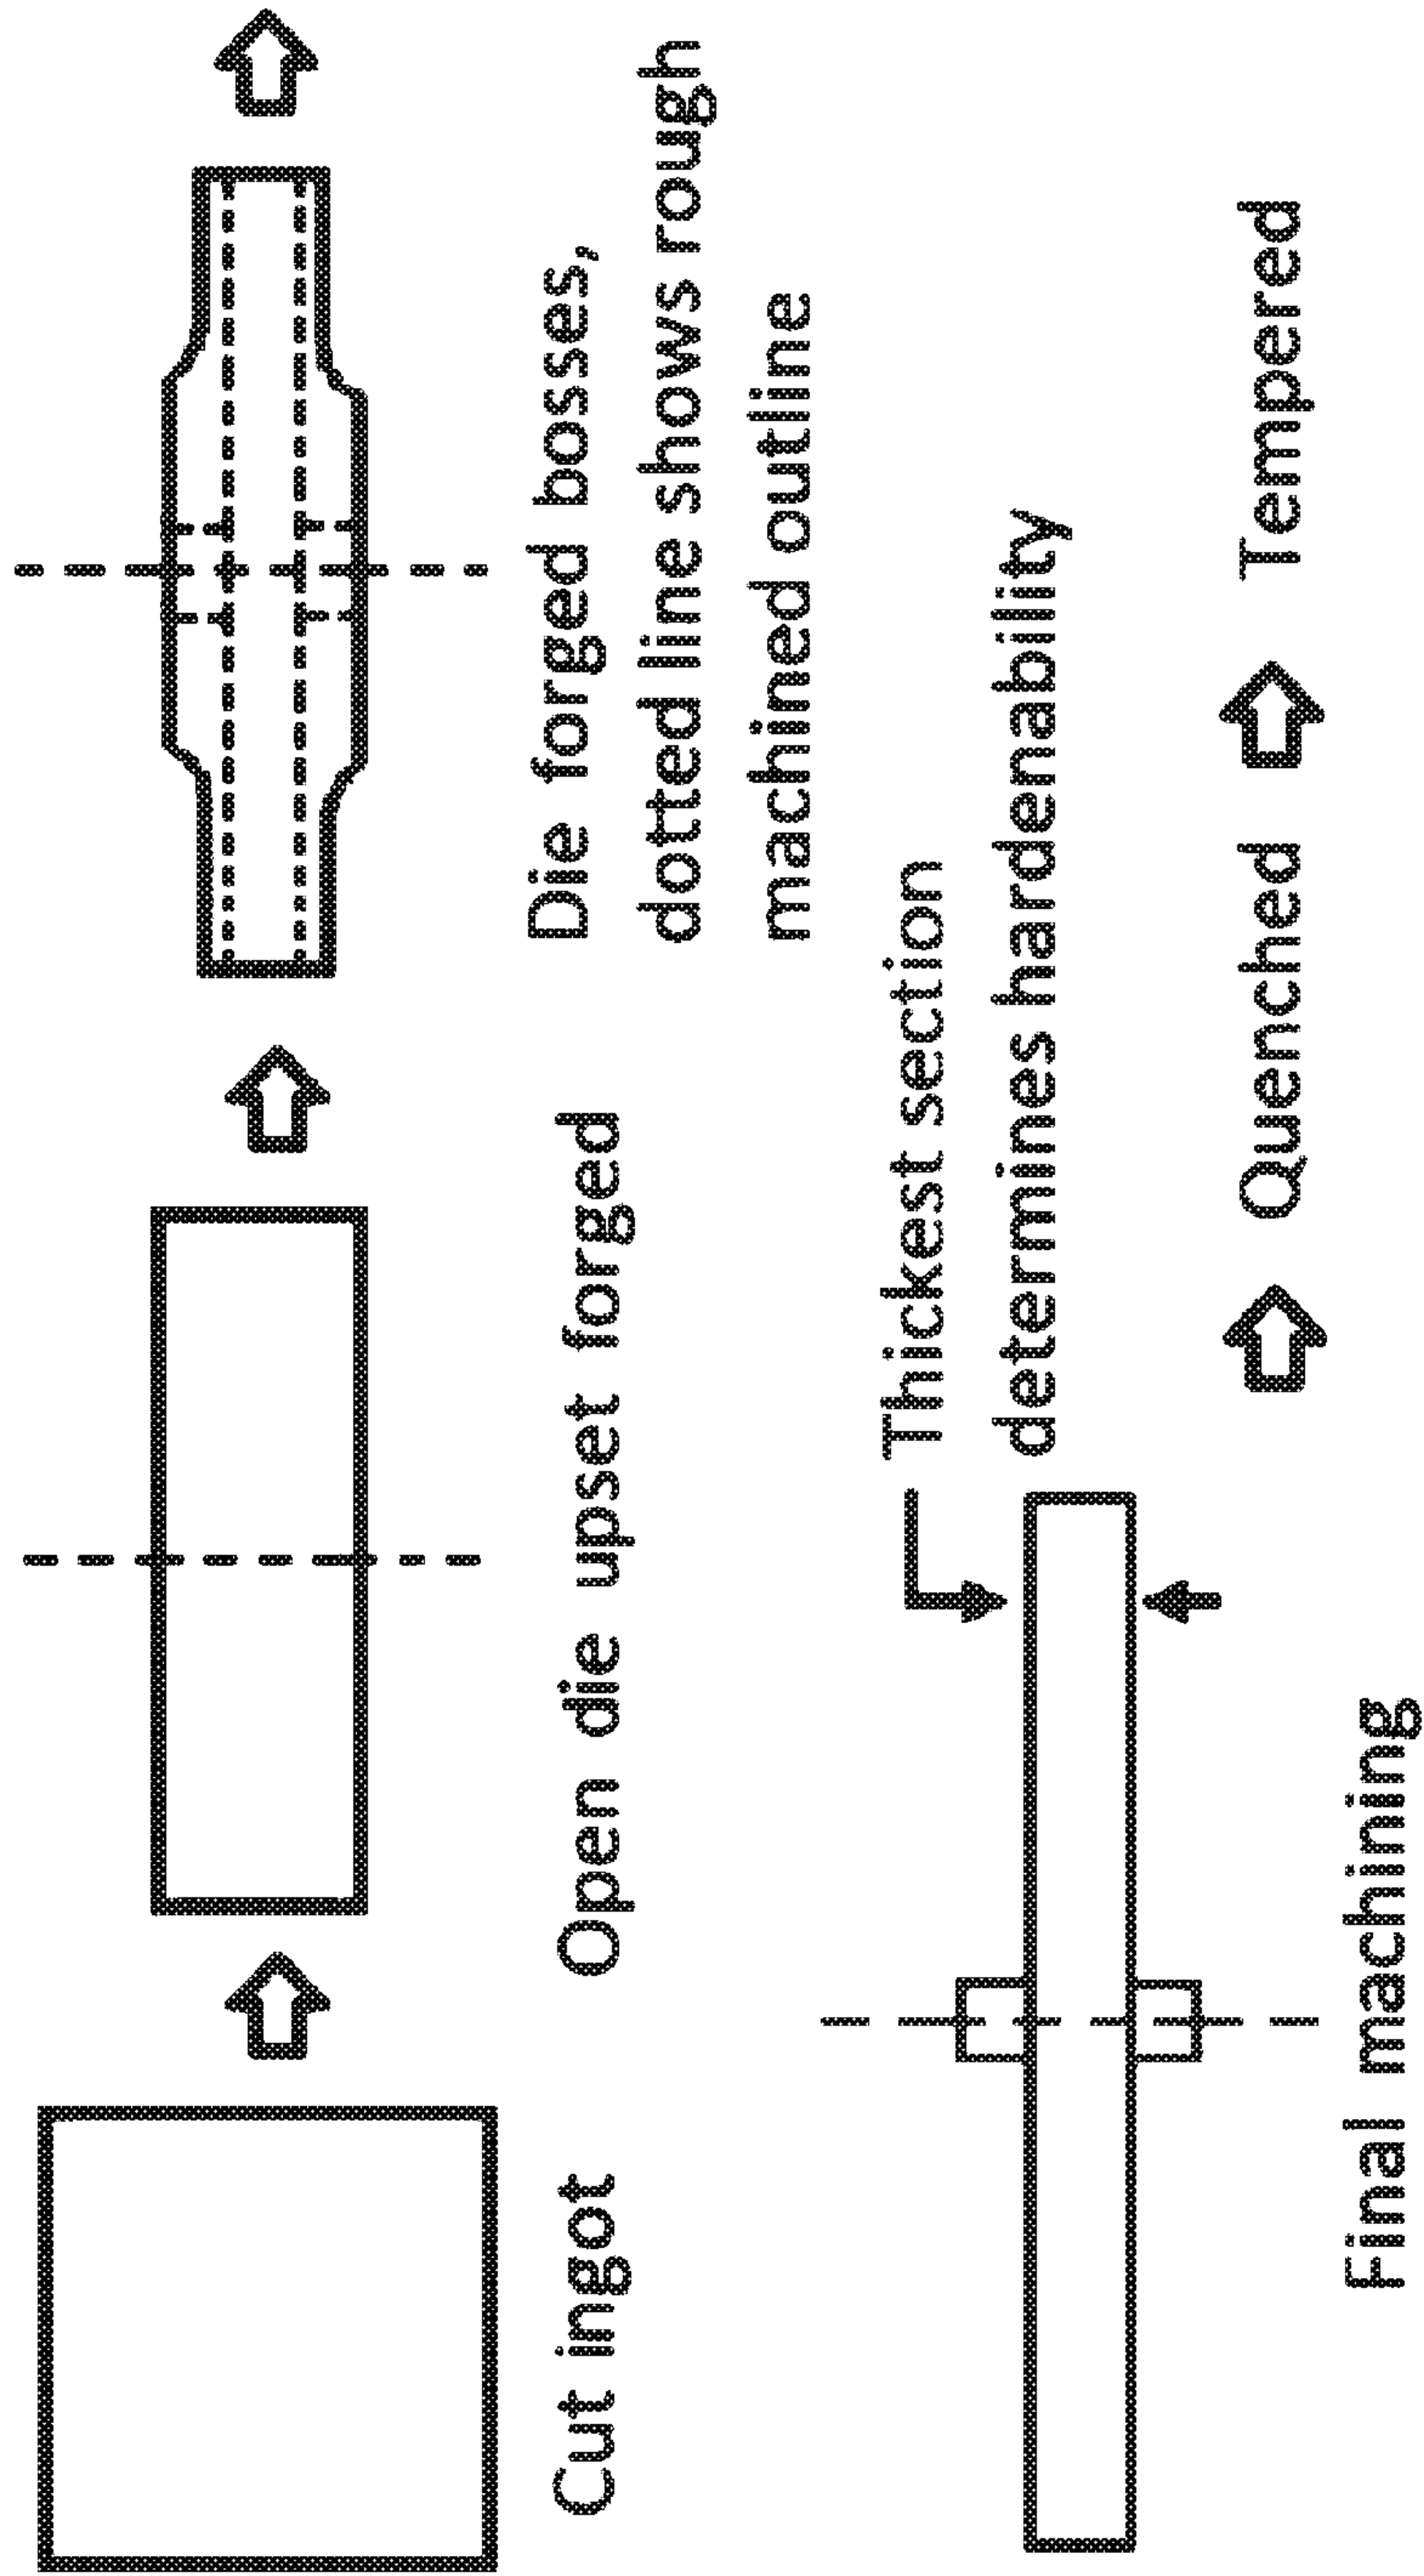 Cut ingot
Open die upset forged
Die forged bosses,
dotted line shows rough
machined outline
Thickest section
determines hardenability
Final machining
Quenched
Tempered